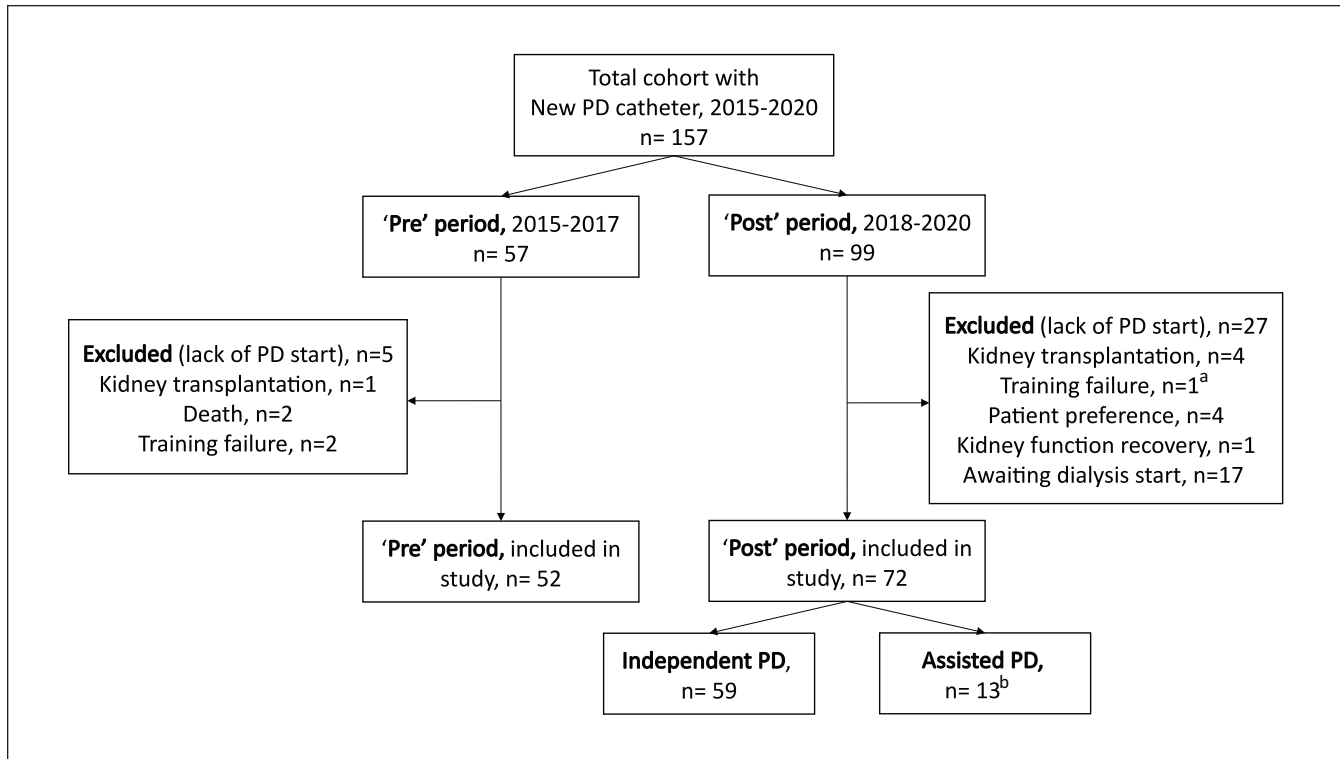 Total cohort with
New PD catheter, 2015-2020
n= 157
‘Pre’ period, 2015-2017
n= 57
‘Post’ period, 2018-2020
n= 99
Excluded (lack of PD start), n=5
Kidney transplantation, n=1
Death, n=2
Training failure, n=2
Excluded (lack of PD start), n=27
Kidney transplantation, n=4
Training failure, n=1a
Patient preference, n=4
Kidney function recovery, n=1
Awaiting dialysis start, n=17
‘Pre’ period, included in
study, n= 52
‘Post’ period, included in
study, n= 72
Independent PD,
n= 59
Assisted PD,
n= 13b